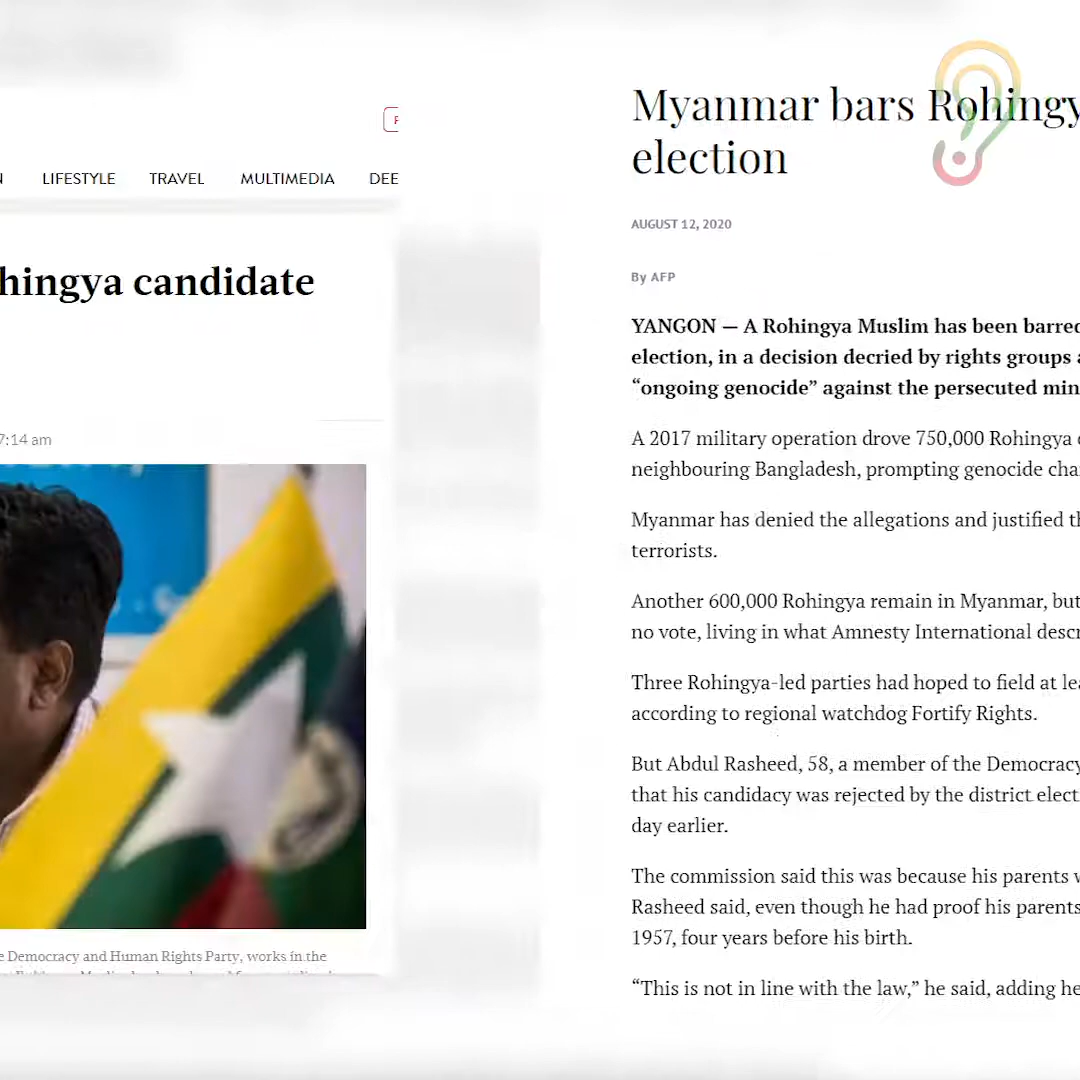 LIFESTYLE TRAVEL MULTIMEDIA DEE
hingya candidate
7:14 am
e Democracy and Human Rights Party, works in the
Myanmar bars Rohingy
election
AUGUST 12, 2020
By AFP
YANGON — A Rohingya Muslim has been barred
election, in a decision decried by rights groups a
“ongoing genocide” against the persecuted min
A 2017 military operation drove 750,000 Rohingya
neighbouring Bangladesh, prompting genocide cha
Myanmar has denied the allegations and justified th
terrorists.
Another 600,000 Rohingya remain in Myanmar, but
no vote, living in what Amnesty International descr
Three Rohingya-led parties had hoped to field at lea
according to regional watchdog Fortify Rights.
But Abdul Rasheed, 58, a member of the Democracy
that his candidacy was rejected by the district elect
day earlier.
The commission said this was because his parents
Rasheed said, even though he had proof his parents
1957, four years before his birth.
“This is not in line with the law,” he said, adding he